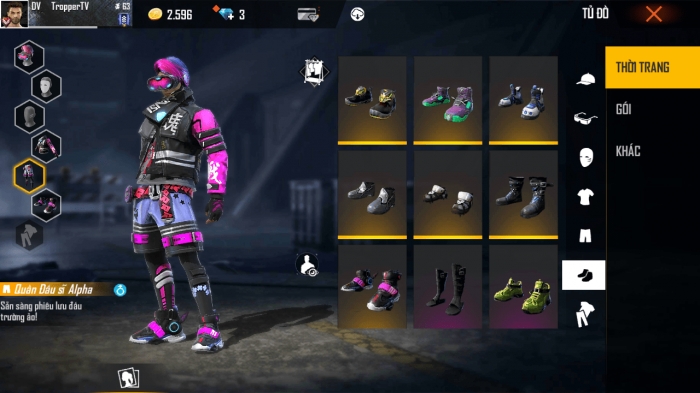 DV TropperTV # 63
2.596
+ 3
TỦ ĐỒ
THỜI TRANG
GÓI
KHÁC
Quần Đấu sĩ Alpha
Sẵn sàng phiêu lưu đấu
trường ảo!